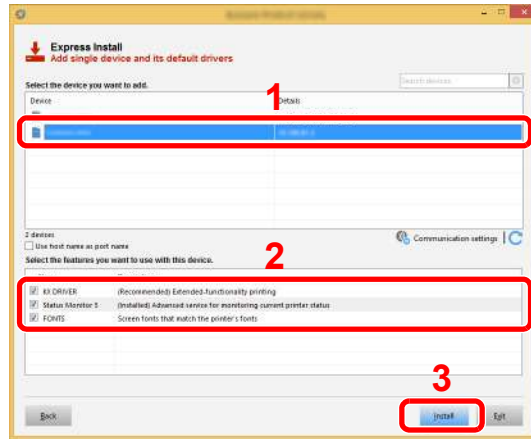 Express Install
Add single device and its default drivers
Select the device you want to add.
Search devices
1
Device
Details
2 devices
Communication settings
Use host name as port name
Select the features you want to use with this device.
2
KX DRIVER (Recommended) Extended-functionality printing
Status Monitor 5 (Installed) Advanced service for monitoring current printer status
FONTS Screen fonts that match the printer's fonts
3
Back
Install
Exit